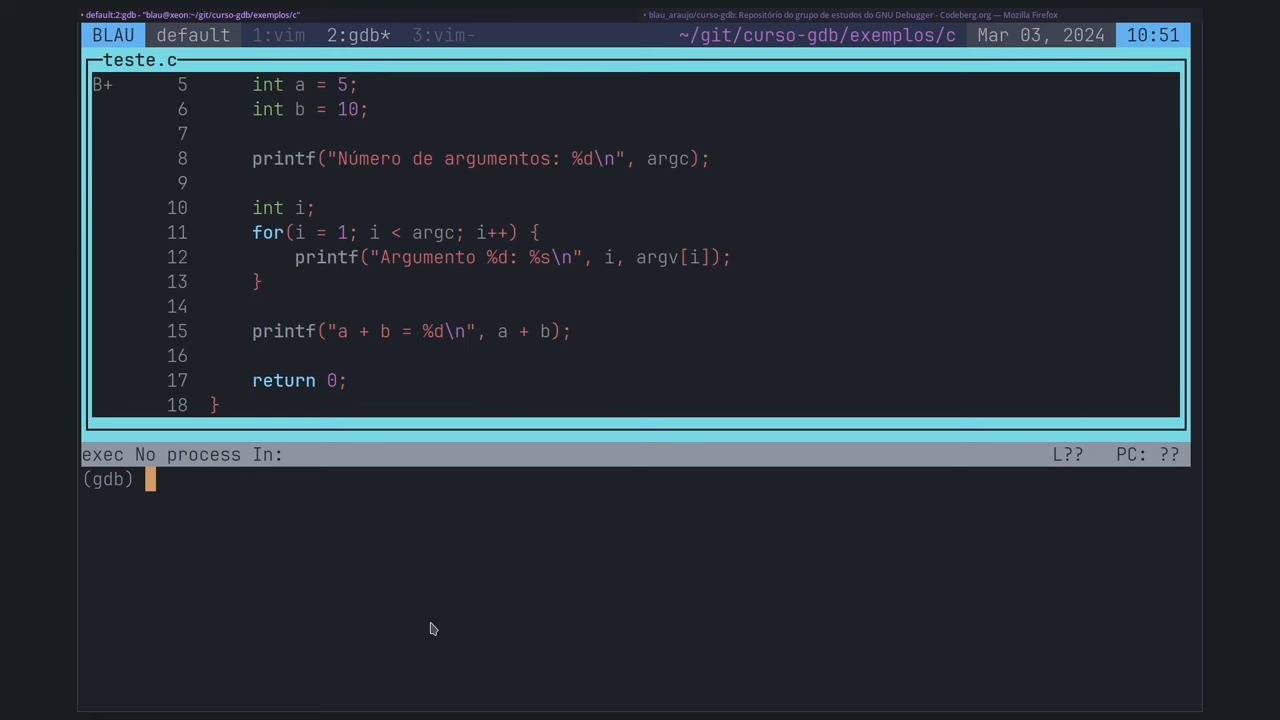 • default:2:gdb - "blau@xeon:~/git/curso-gdb/exemplos/c"
• blau_araujo/curso-gdb: Repositório do grupo de estudos do GNU Debugger - Codeberg.org — Mozilla Firefox
BLAU default 1:vim 2:gdb* 3:vim- ~/git/curso-gdb/exemplos/c Mar 03, 2024 10:51
teste.c
B+ 5 int a = 5;
6 int b = 10;
7
8 printf("Número de argumentos: %d\n", argc);
9
10 int i;
11 for(i = 1; i < argc; i++) {
12 printf("Argumento %d: %s\n", i, argv[i]);
13 }
14
15 printf("a + b = %d\n", a + b);
16
17 return 0;
18 }
exec No process In: L?? PC: ??
(gdb)